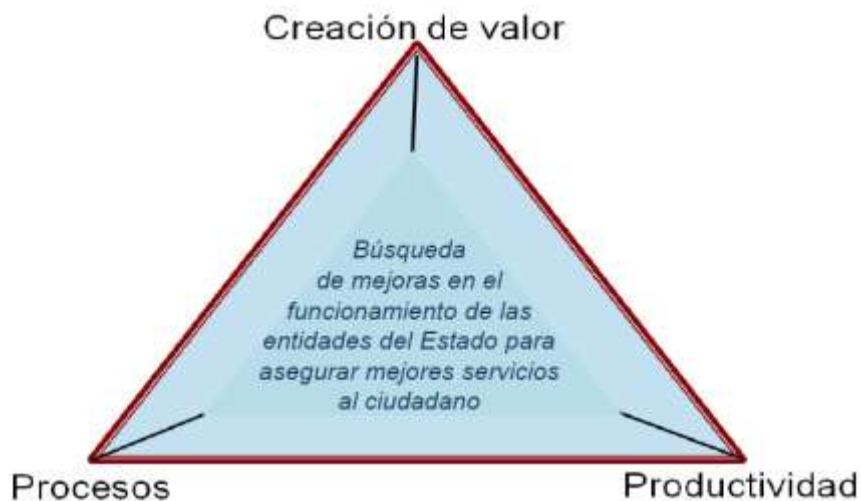 Creación de valor
Búsqueda
de mejoras en el
funcionamiento de las
entidades del Estado para
asegurar mejores servicios
al ciudadano
Procesos
Productividad